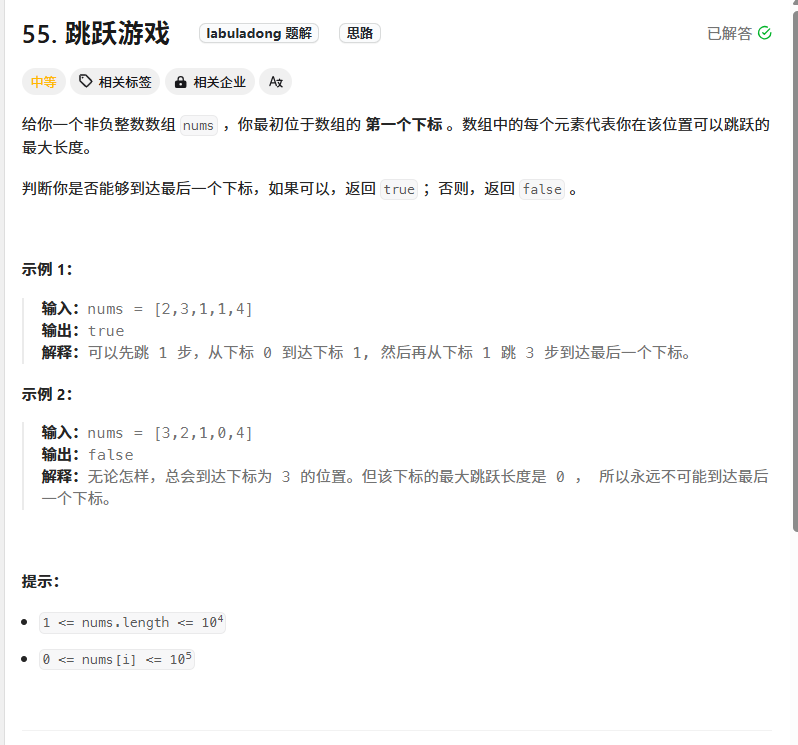 55. 跳跃游戏 labuladong 题解 思路 已解答
中等 相关标签 相关企业
给你一个非负整数数组 nums ，你最初位于数组的 第一个下标 。数组中的每个元素代表你在该位置可以跳跃的
最大长度。
判断你是否能够到达最后一个下标，如果可以，返回 true ；否则，返回 false 。
示例 1：
输入：nums = [2,3,1,1,4]
输出：true
解释：可以先跳 1 步，从下标 0 到达下标 1, 然后再从下标 1 跳 3 步到达最后一个下标。
示例 2：
输入：nums = [3,2,1,0,4]
输出：false
解释：无论怎样，总会到达下标为 3 的位置。但该下标的最大跳跃长度是 0 ， 所以永远不可能到达最后
一个下标。
提示：
1 <= nums.length <= 10⁴
0 <= nums[i] <= 10⁵